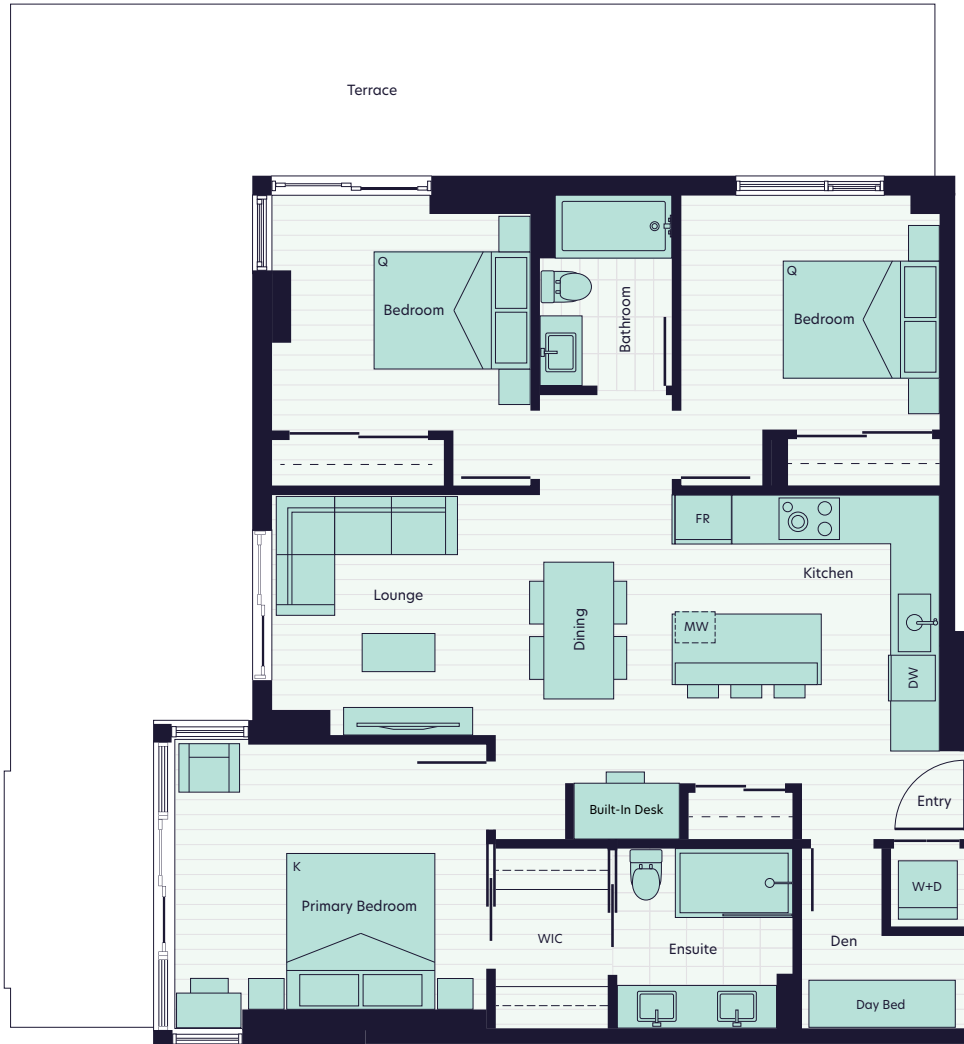 Terrace
Q
Bedroom
Bathroom
Q
Bedroom
FR
Kitchen
Lounge
Dining
MW
DW
Built-In Desk
Entry
K
Primary Bedroom
WIC
Ensuite
W+D
Den
Day Bed